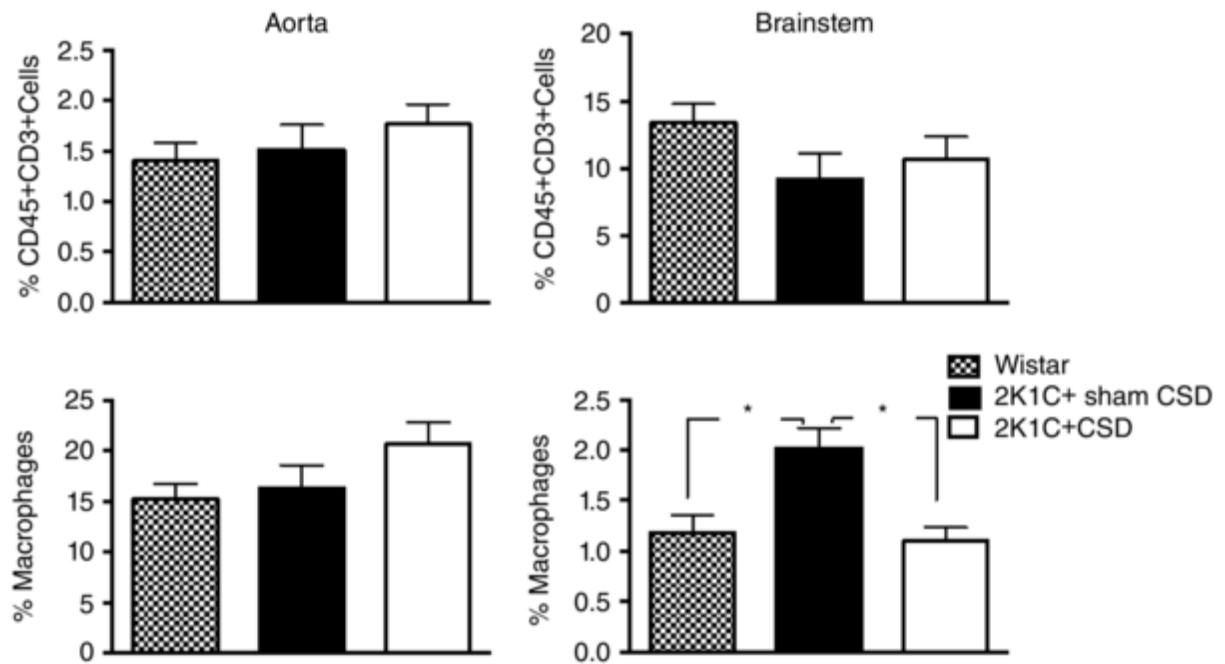 Aorta
% CD45+CD3+Cells
2.5
2.0
1.5
1.0
0.5
0.0
Brainstem
% CD45+CD3+Cells
20
15
10
5
0
% Macrophages
25
20
15
10
5
0
% Macrophages
2.5
2.0
1.5
1.0
0.5
0.0
* *
Wistar
2K1C+ sham CSD
2K1C+CSD